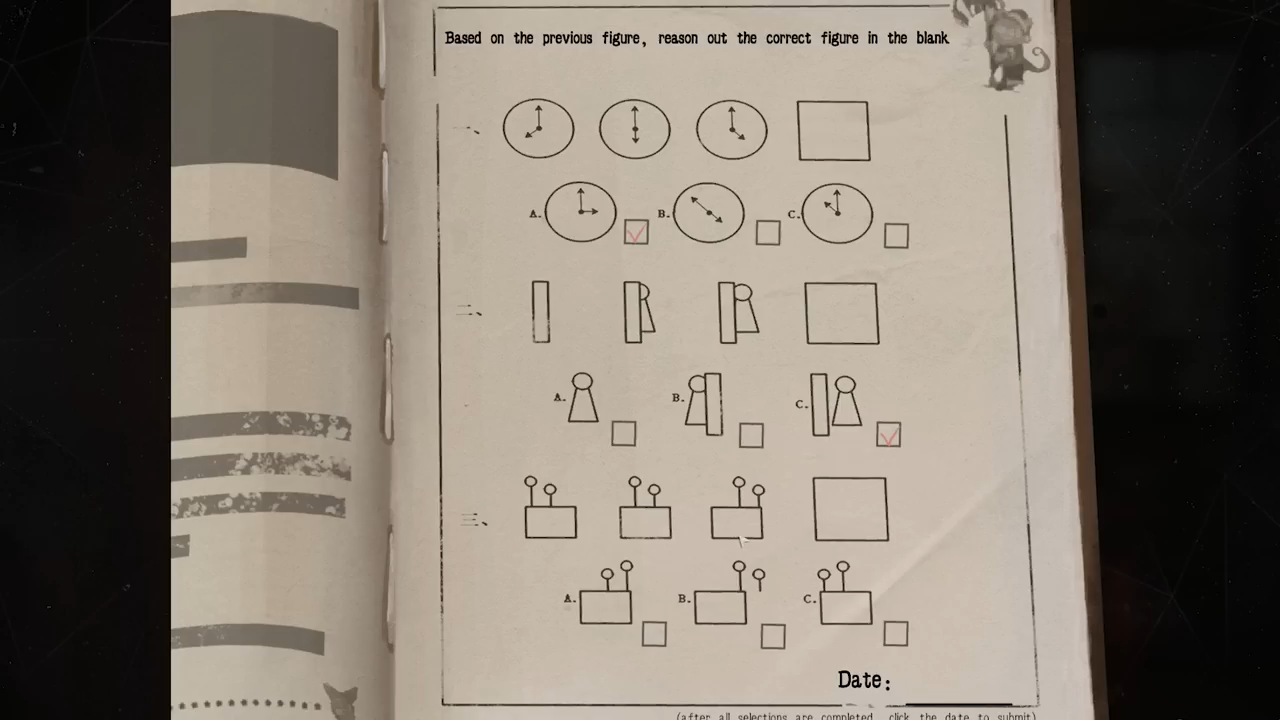 Based on the previous figure, reason out the correct figure in the blank
一、
A. B. C.
二、
A. B. C.
三、
A. B. C.
Date:
(after all selections are completed, click the date to submit)